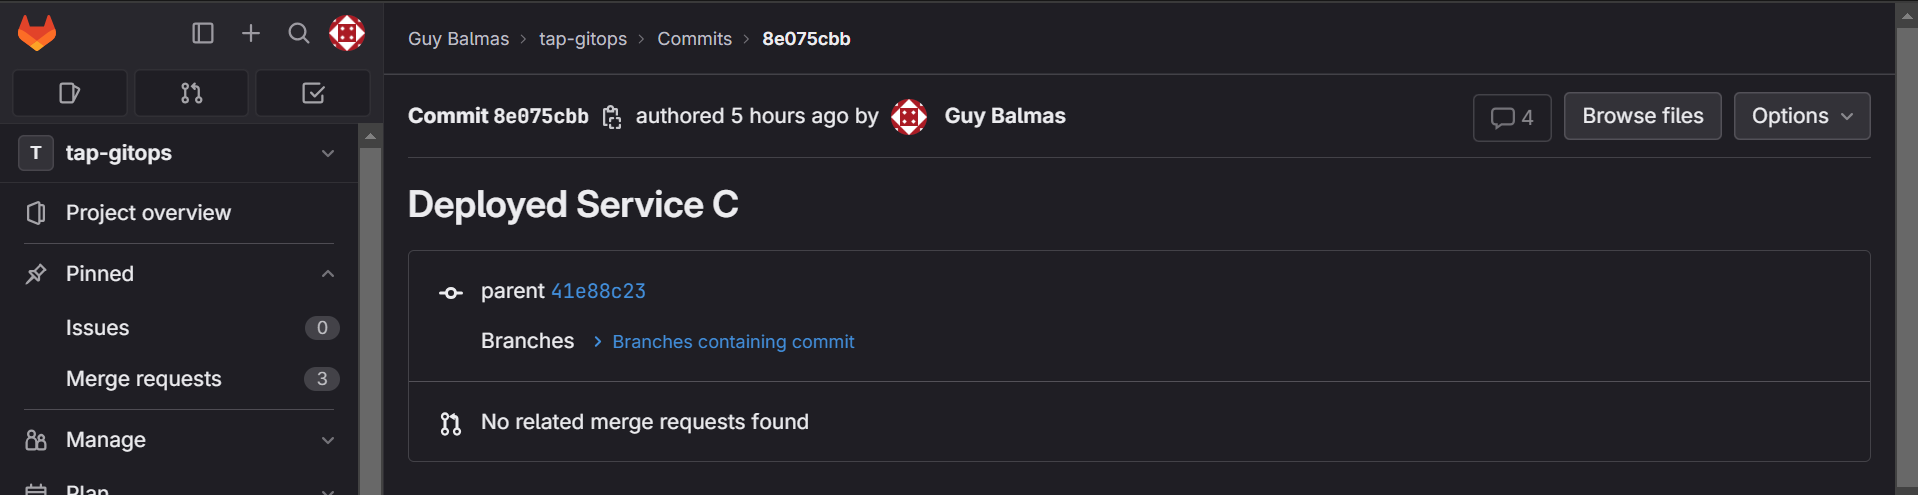 Guy Balmas > tap-gitops > Commits > 8e075cbb
Commit 8e075cbb authored 5 hours ago by Guy Balmas
4
Browse files
Options
T tap-gitops
Project overview
Pinned
Issues 0
Merge requests 3
Manage
Plan
Deployed Service C
parent 41e88c23
Branches > Branches containing commit
No related merge requests found